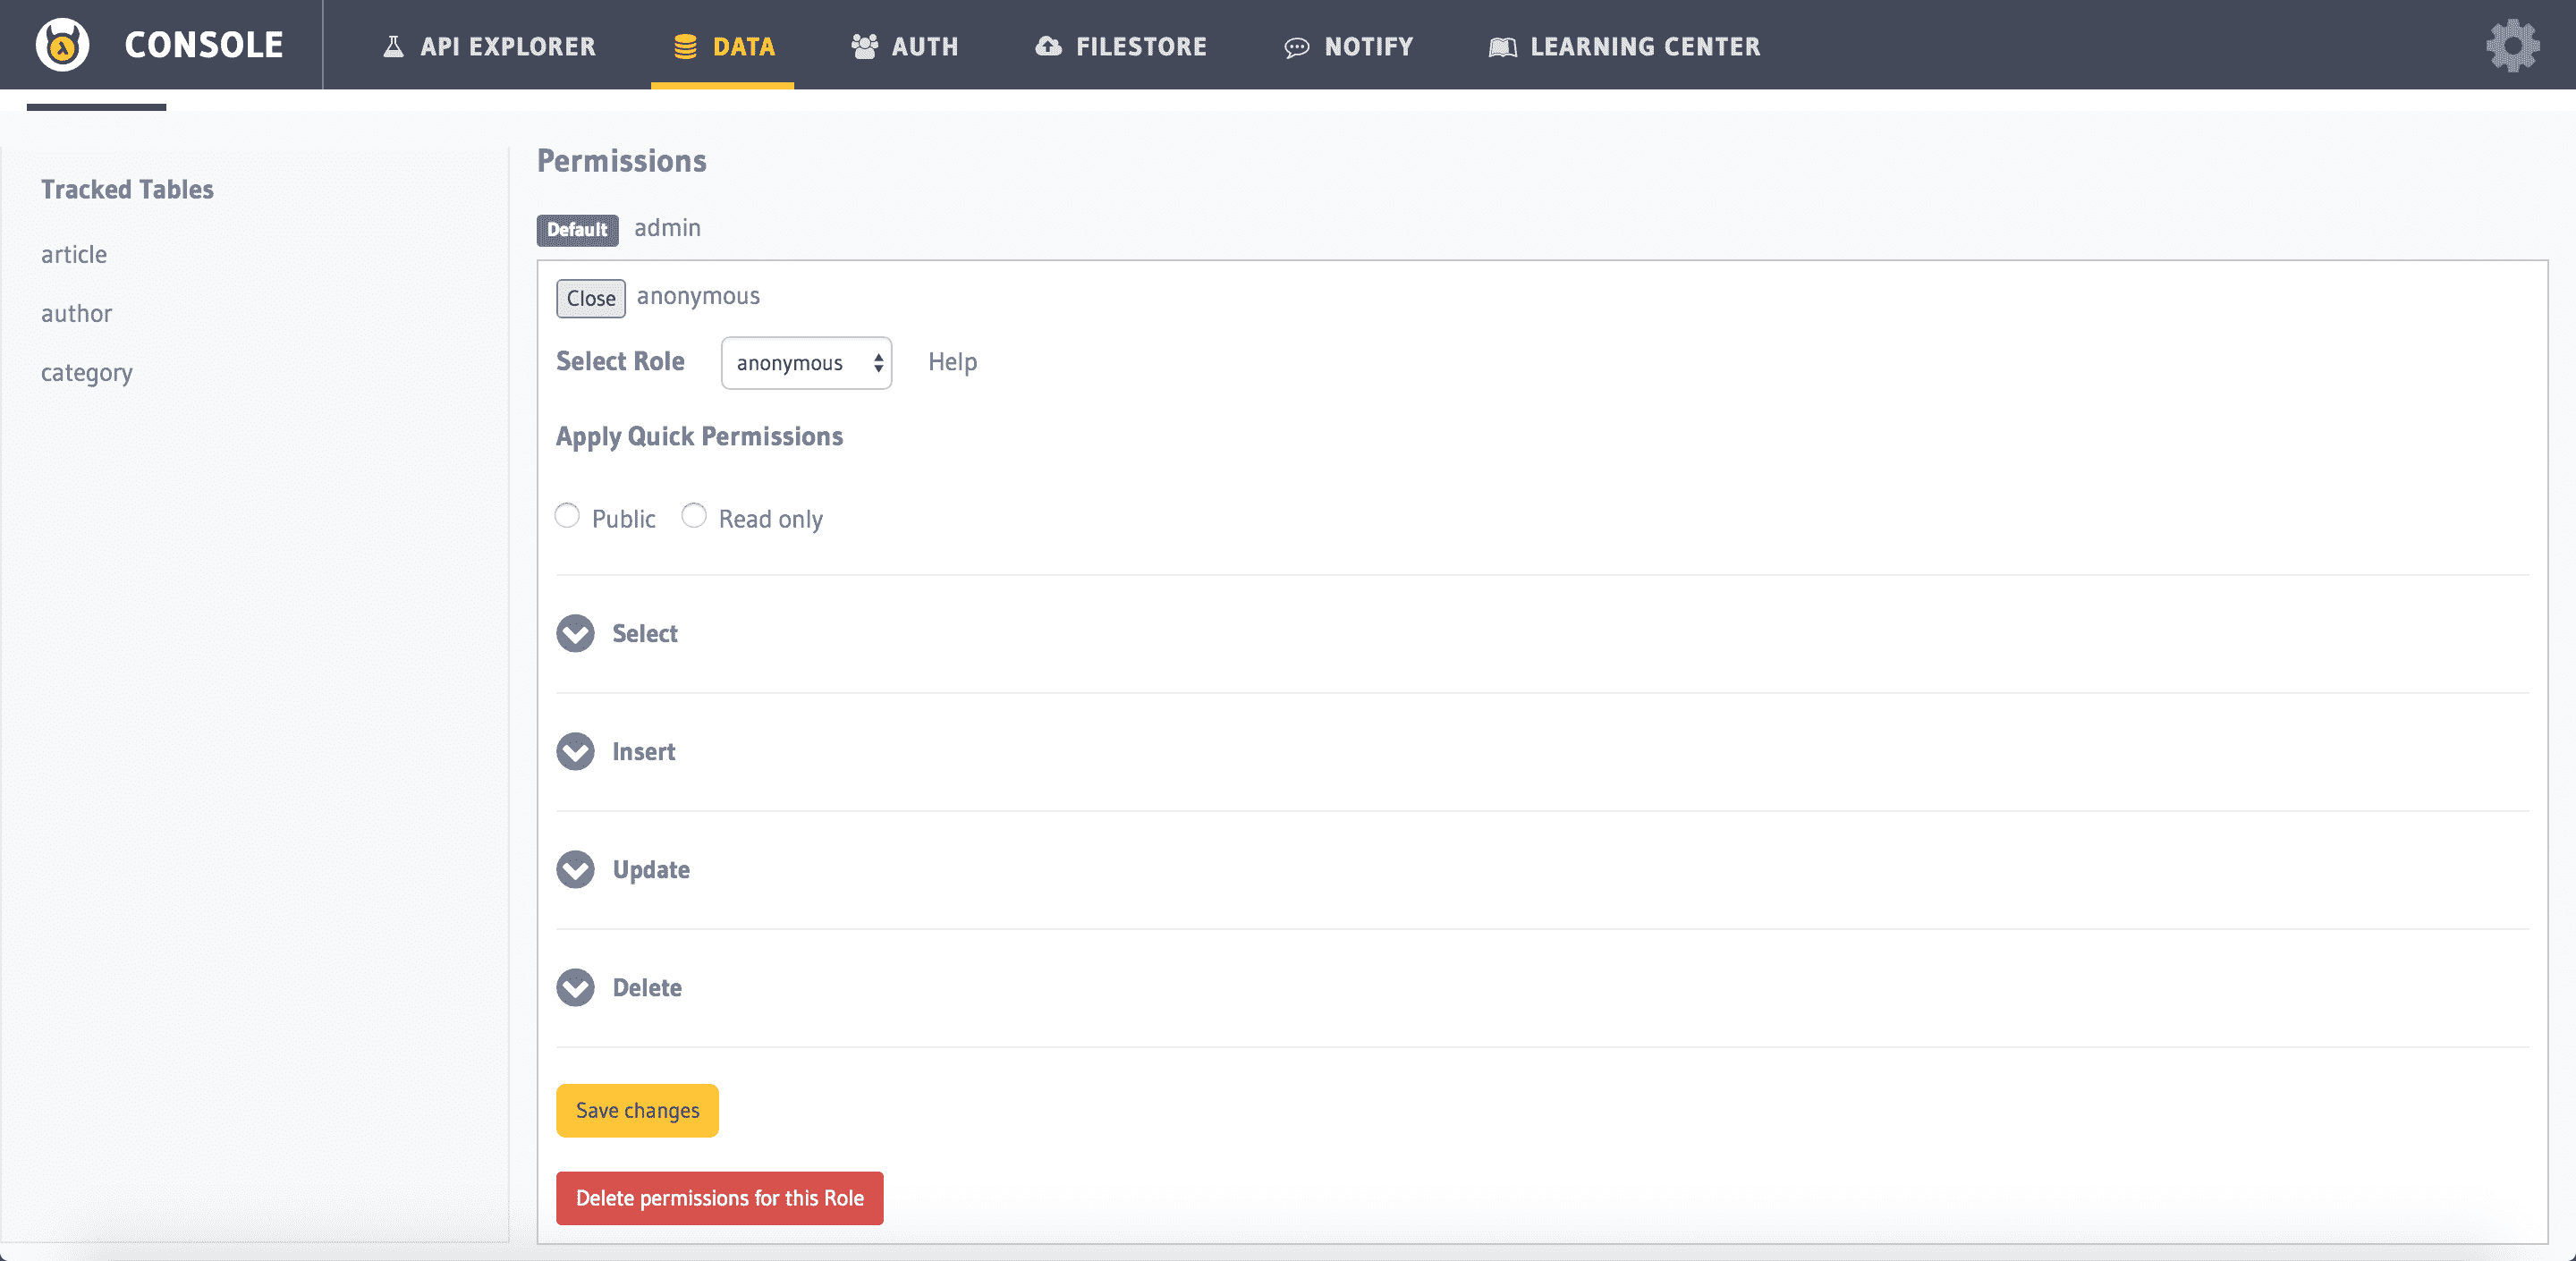 CONSOLE API EXPLORER DATA AUTH FILESTORE NOTIFY LEARNING CENTER
Tracked Tables
article
author
category
Permissions
Default admin
Close anonymous
Select Role anonymous Help
Apply Quick Permissions
Public Read only
Select
Insert
Update
Delete
Save changes
Delete permissions for this Role